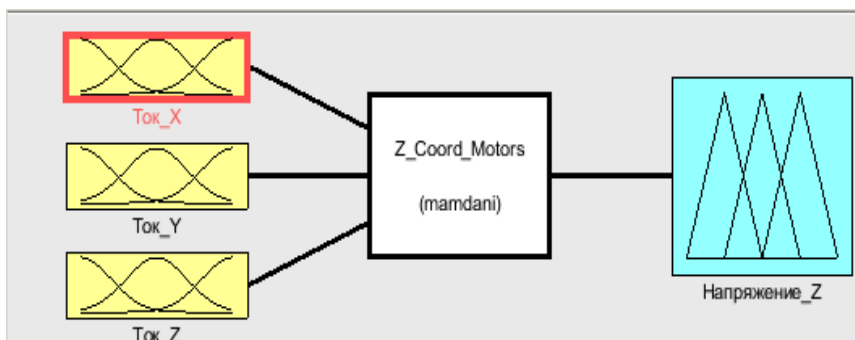 Ток_X
Z_Coord_Motors
(mamdani)
Ток_Y
Напряжение_Z
Ток_Z